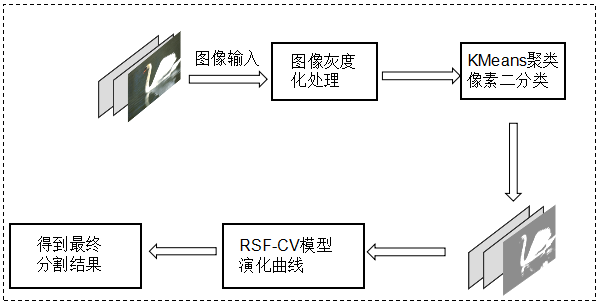 图像输入
图像灰度
化处理
KMeans聚类
像素二分类
RSF-CV模型
演化曲线
得到最终
分割结果